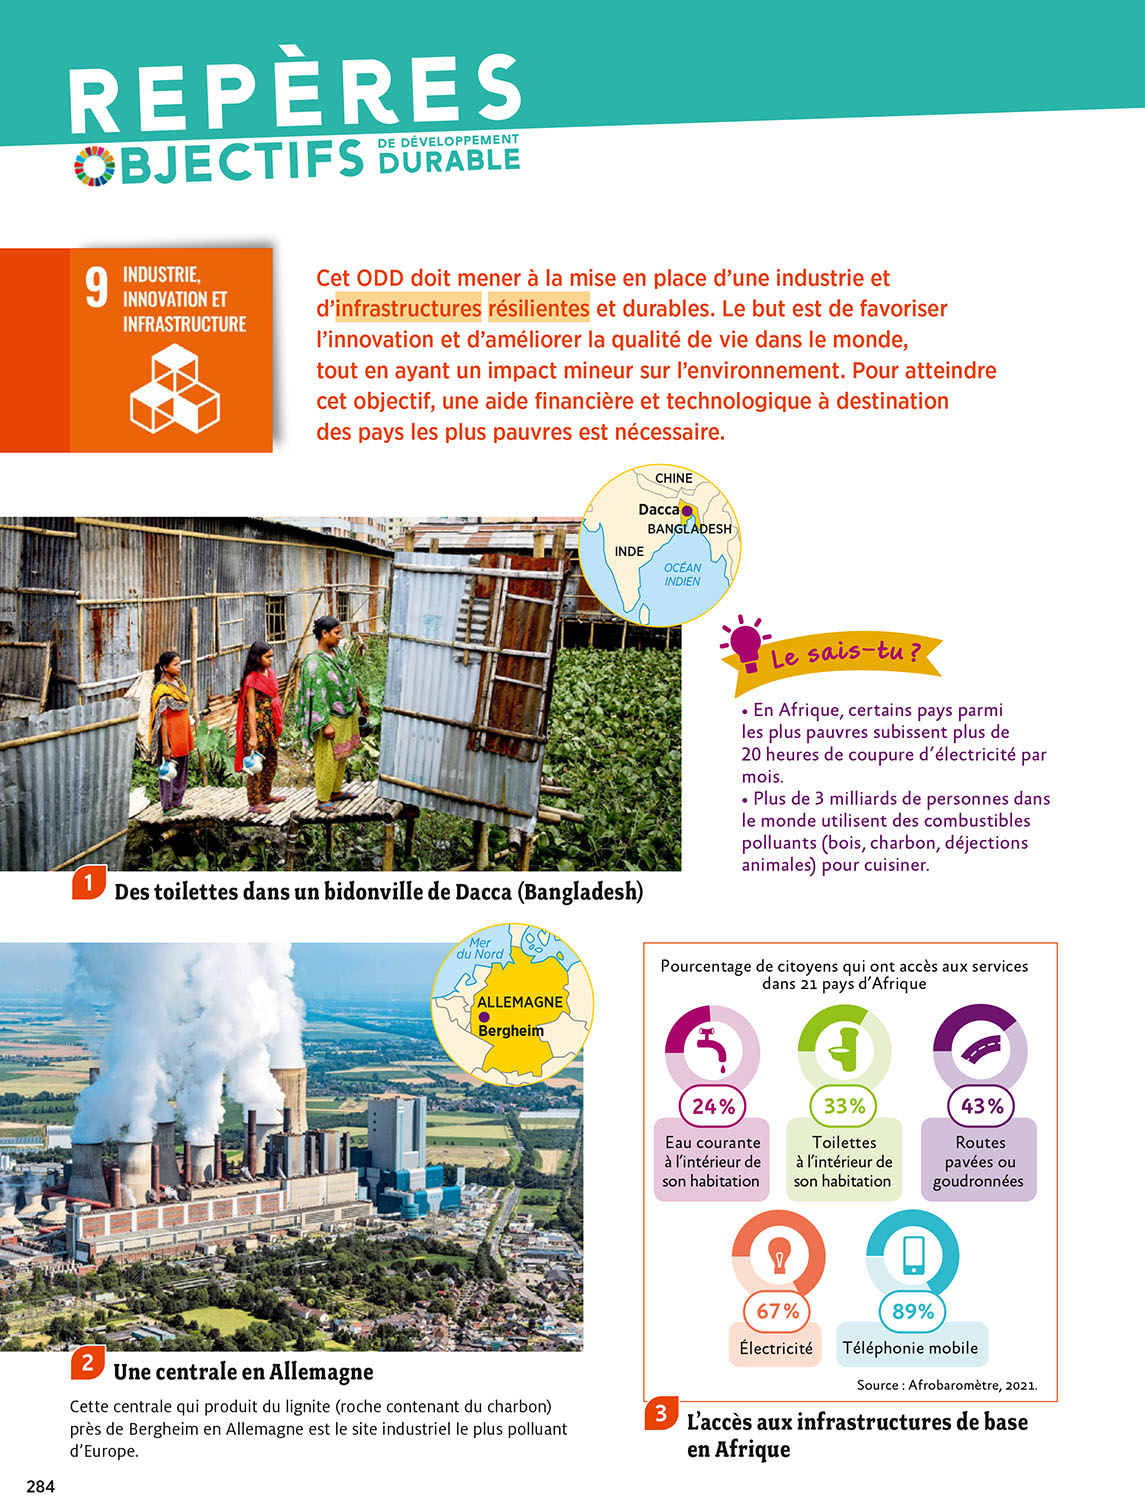 REPÈRES
OBJECTIFS DE DÉVELOPPEMENT DURABLE
9 INDUSTRIE,
INNOVATION ET
INFRASTRUCTURE
Cet ODD doit mener à la mise en place d’une industrie et
d’infrastructures résilientes et durables. Le but est de favoriser
l’innovation et d’améliorer la qualité de vie dans le monde,
tout en ayant un impact mineur sur l’environnement. Pour atteindre
cet objectif, une aide financière et technologique à destination
des pays les plus pauvres est nécessaire.
CHINE
Dacca
BANGLADESH
INDE
OCÉAN
INDIEN
Le sais-tu ?
• En Afrique, certains pays parmi
les plus pauvres subissent plus de
20 heures de coupure d’électricité par
mois.
• Plus de 3 milliards de personnes dans
le monde utilisent des combustibles
polluants (bois, charbon, déjections
animales) pour cuisiner.
1 Des toilettes dans un bidonville de Dacca (Bangladesh)
Mer
du Nord
ALLEMAGNE
Bergheim
2 Une centrale en Allemagne
Cette centrale qui produit du lignite (roche contenant du charbon)
près de Bergheim en Allemagne est le site industriel le plus polluant
d’Europe.
Pourcentage de citoyens qui ont accès aux services
dans 21 pays d’Afrique
24 %
Eau courante
à l’intérieur de
son habitation
33 %
Toilettes
à l’intérieur de
son habitation
43 %
Routes
pavées ou
goudronnées
67 %
Électricité
89 %
Téléphonie mobile
Source : Afrobaromètre, 2021.
3 L’accès aux infrastructures de base
en Afrique
284